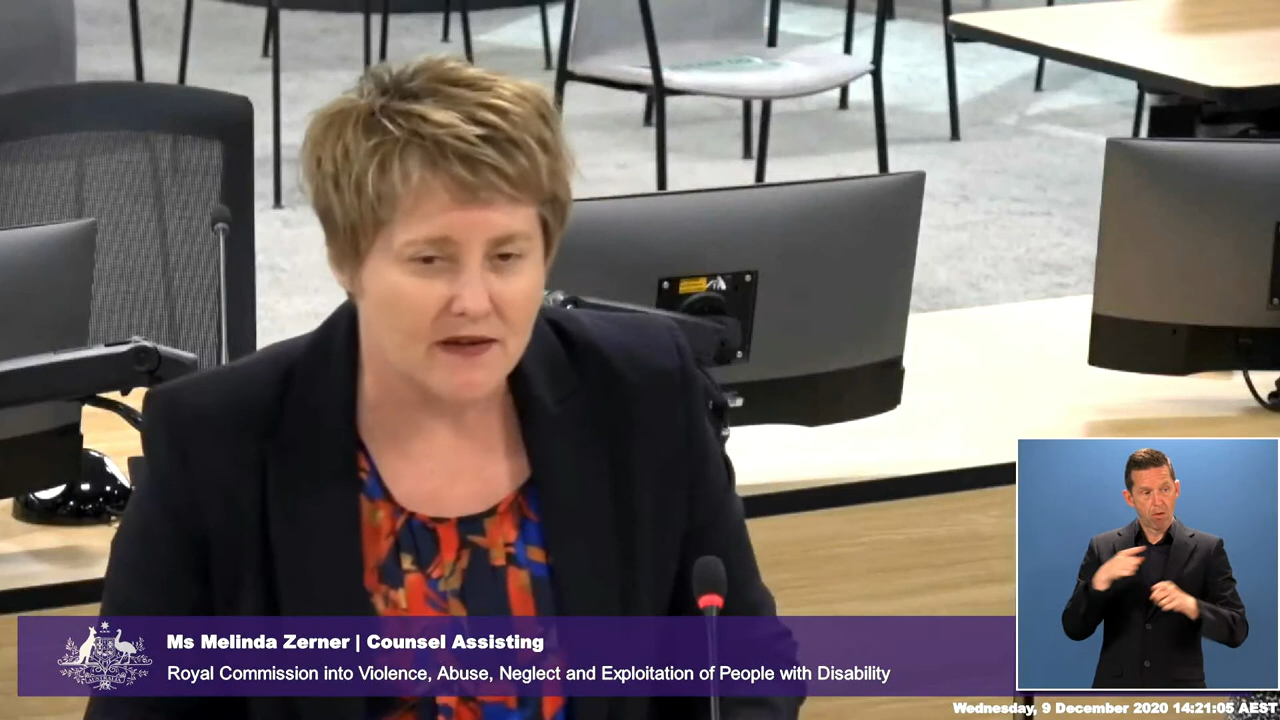 Ms Melinda Zerner | Counsel Assisting
Royal Commission into Violence, Abuse, Neglect and Exploitation of People with Disability
Wednesday, 9 December 2020 14:21:05 AEST